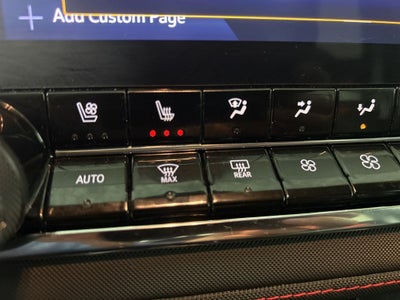 + Add Custom Page
AUTO
MAX
REAR